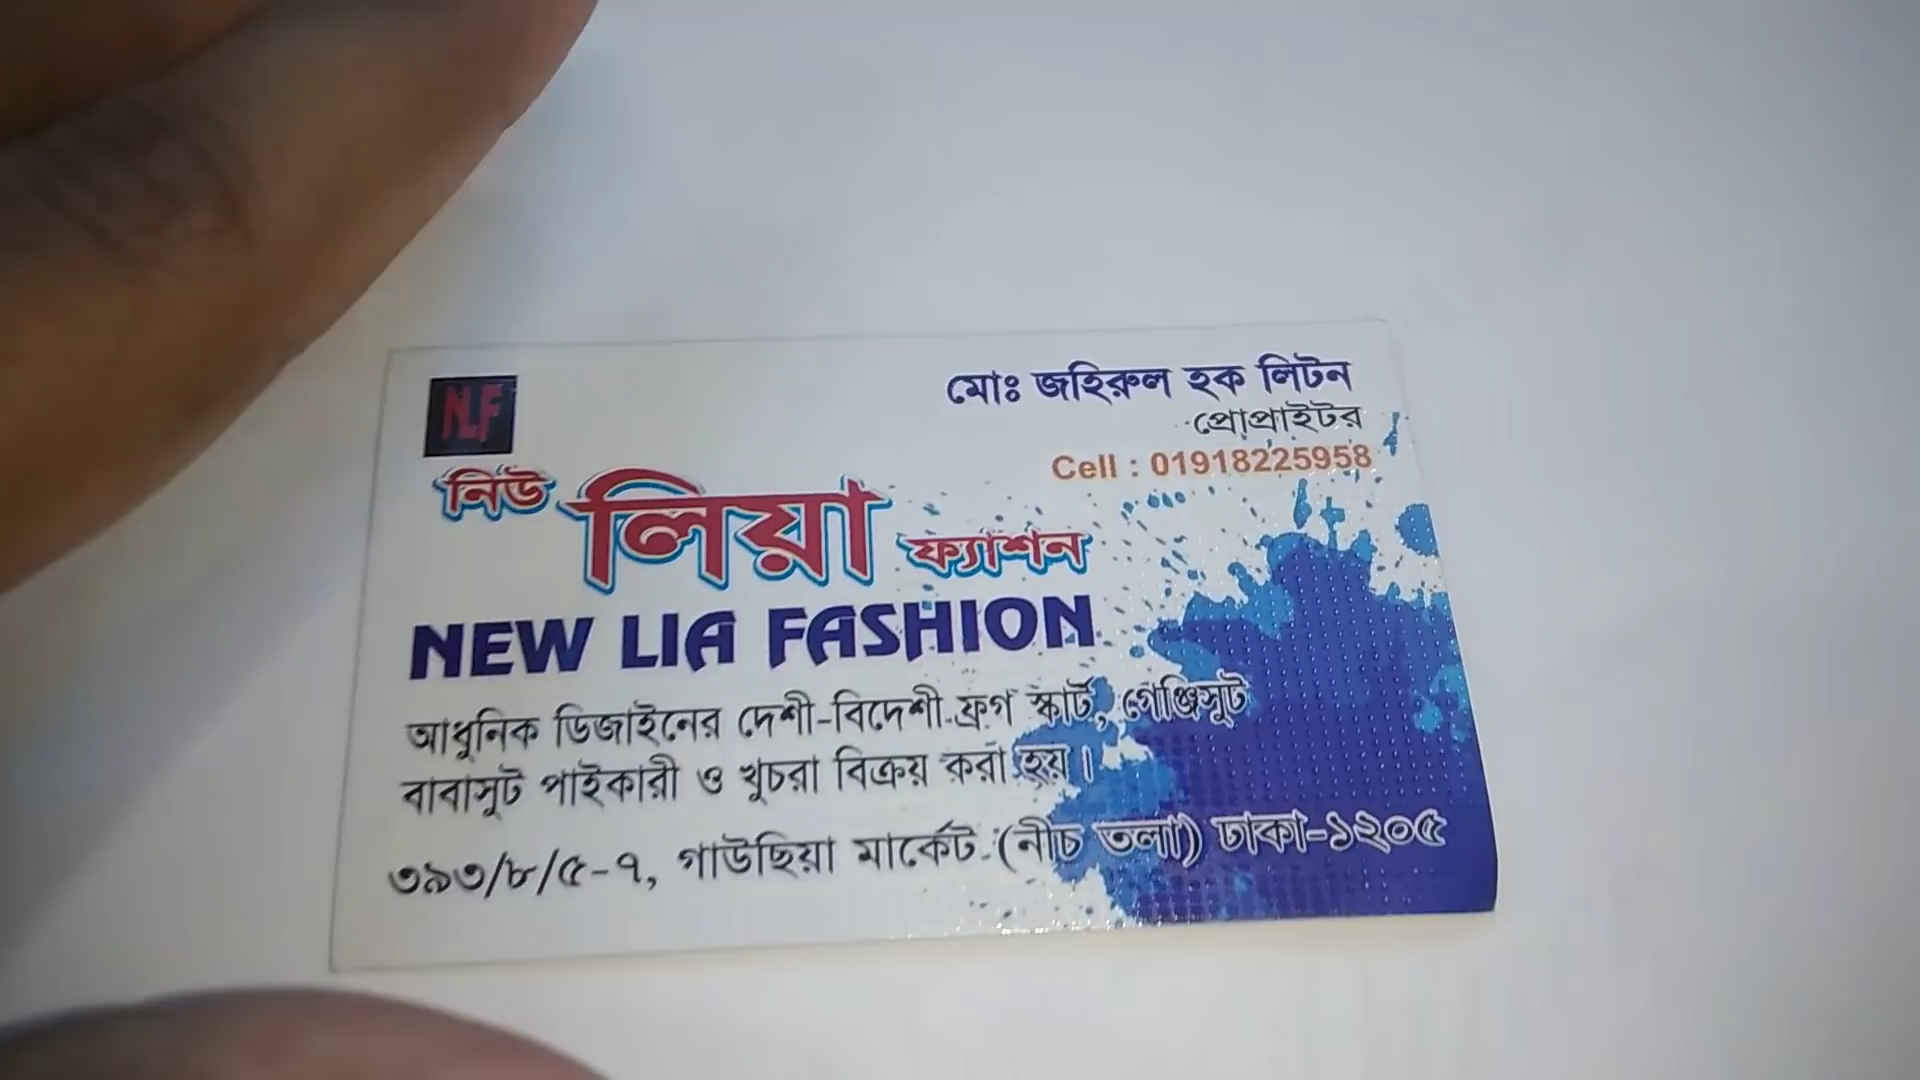 NLF
মোঃ জহিরুল হক লিটন
প্রোপ্রাইটর
Cell : 01918225958
নিউ লিয়া ফ্যাশন
NEW LIA FASHION
আধুনিক ডিজাইনের দেশী-বিদেশী ফ্রগ স্কার্ট, গেঞ্জিসুট
বাবাসুট পাইকারী ও খুচরা বিক্রয় করা হয়।
৩৯৩/৮/৫-৭, গাউছিয়া মার্কেট (নীচ তলা) ঢাকা-১২০৫